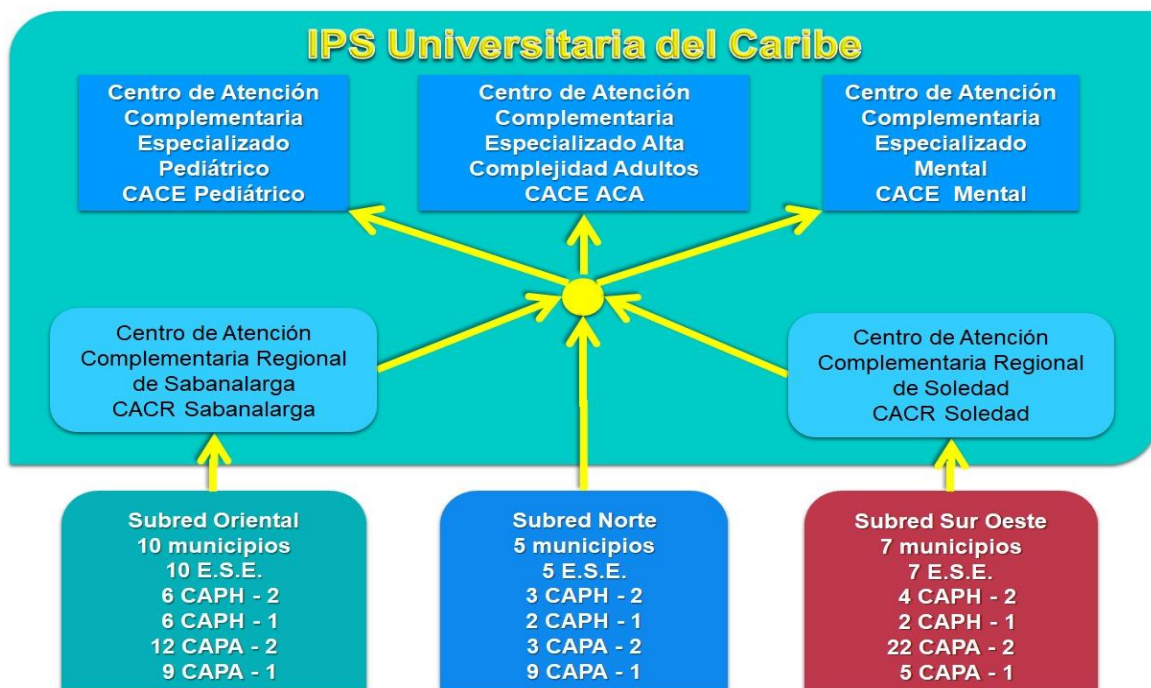 IPS Universitaria del Caribe
Centro de Atención
Complementaria
Especializado
Pediátrico
CACE Pediátrico
Centro de Atención
Complementaria
Especializado Alta
Complejidad Adultos
CACE ACA
Centro de Atención
Complementaria
Especializado
Mental
CACE Mental
Centro de Atención
Complementaria Regional
de Sabanalarga
CACR Sabanalarga
Centro de Atención
Complementaria Regional
de Soledad
CACR Soledad
Subred Oriental
10 municipios
10 E.S.E.
6 CAPH - 2
6 CAPH - 1
12 CAPA - 2
9 CAPA - 1
Subred Norte
5 municipios
5 E.S.E.
3 CAPH - 2
2 CAPH - 1
3 CAPA - 2
9 CAPA - 1
Subred Sur Oeste
7 municipios
7 E.S.E.
4 CAPH - 2
2 CAPH - 1
22 CAPA - 2
5 CAPA - 1